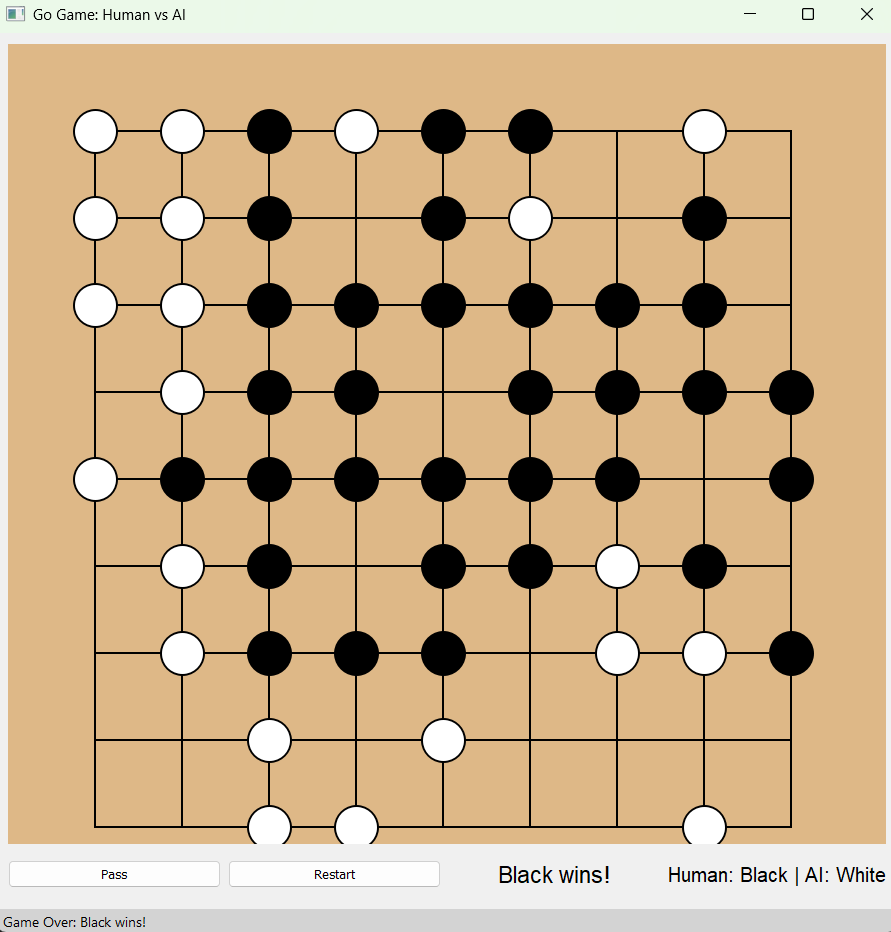 Go Game: Human vs AI
Pass
Restart
Black wins!
Human: Black | AI: White
Game Over: Black wins!